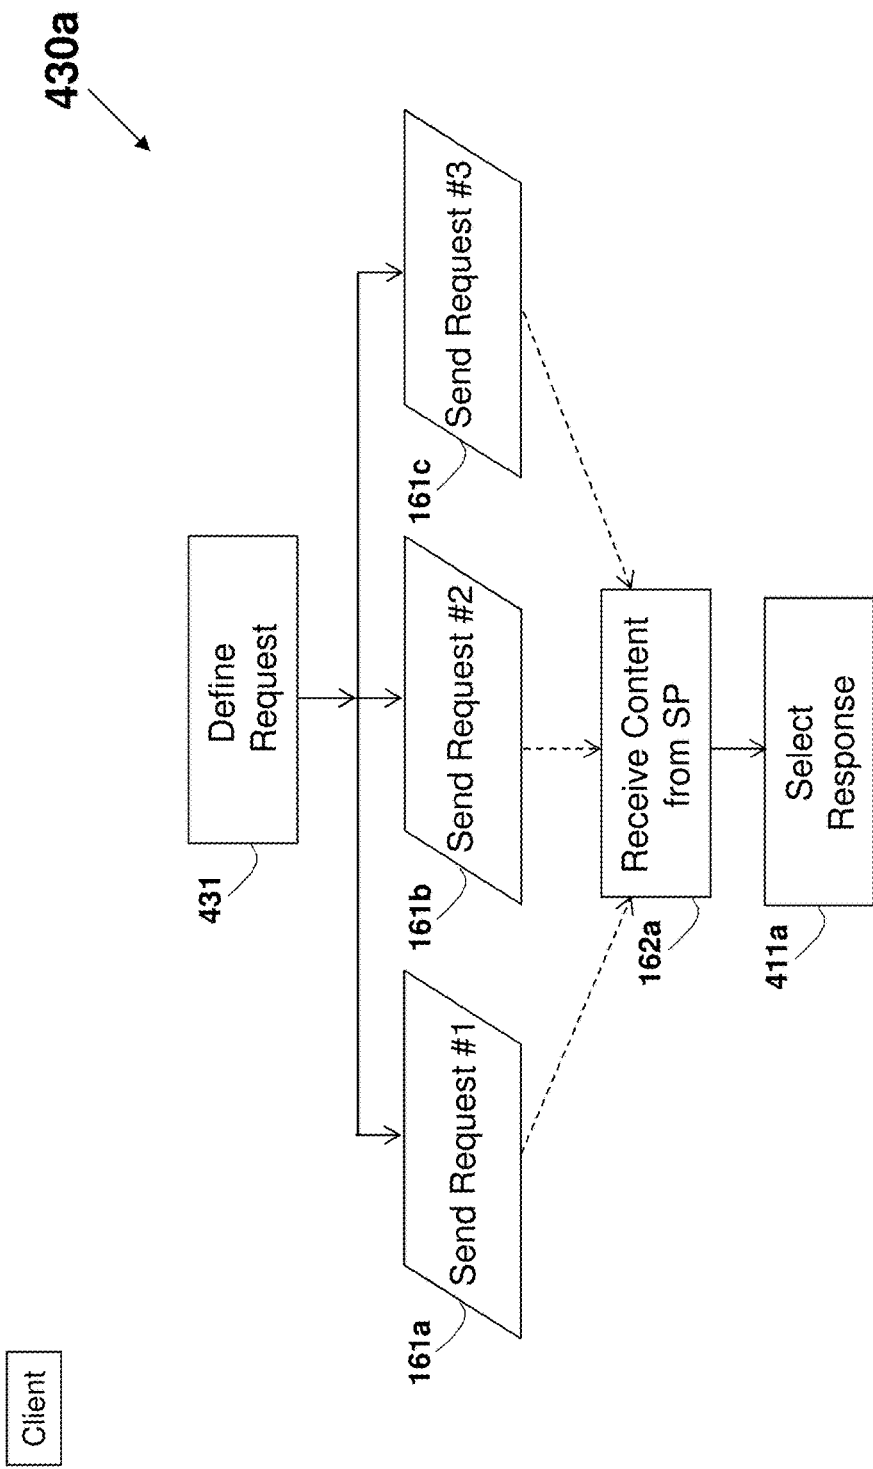 Client
430a
Define
Request
431
Send Request #1
161a
Send Request #2
161b
Send Request #3
161c
Receive Content
from SP
162a
Select
Response
411a